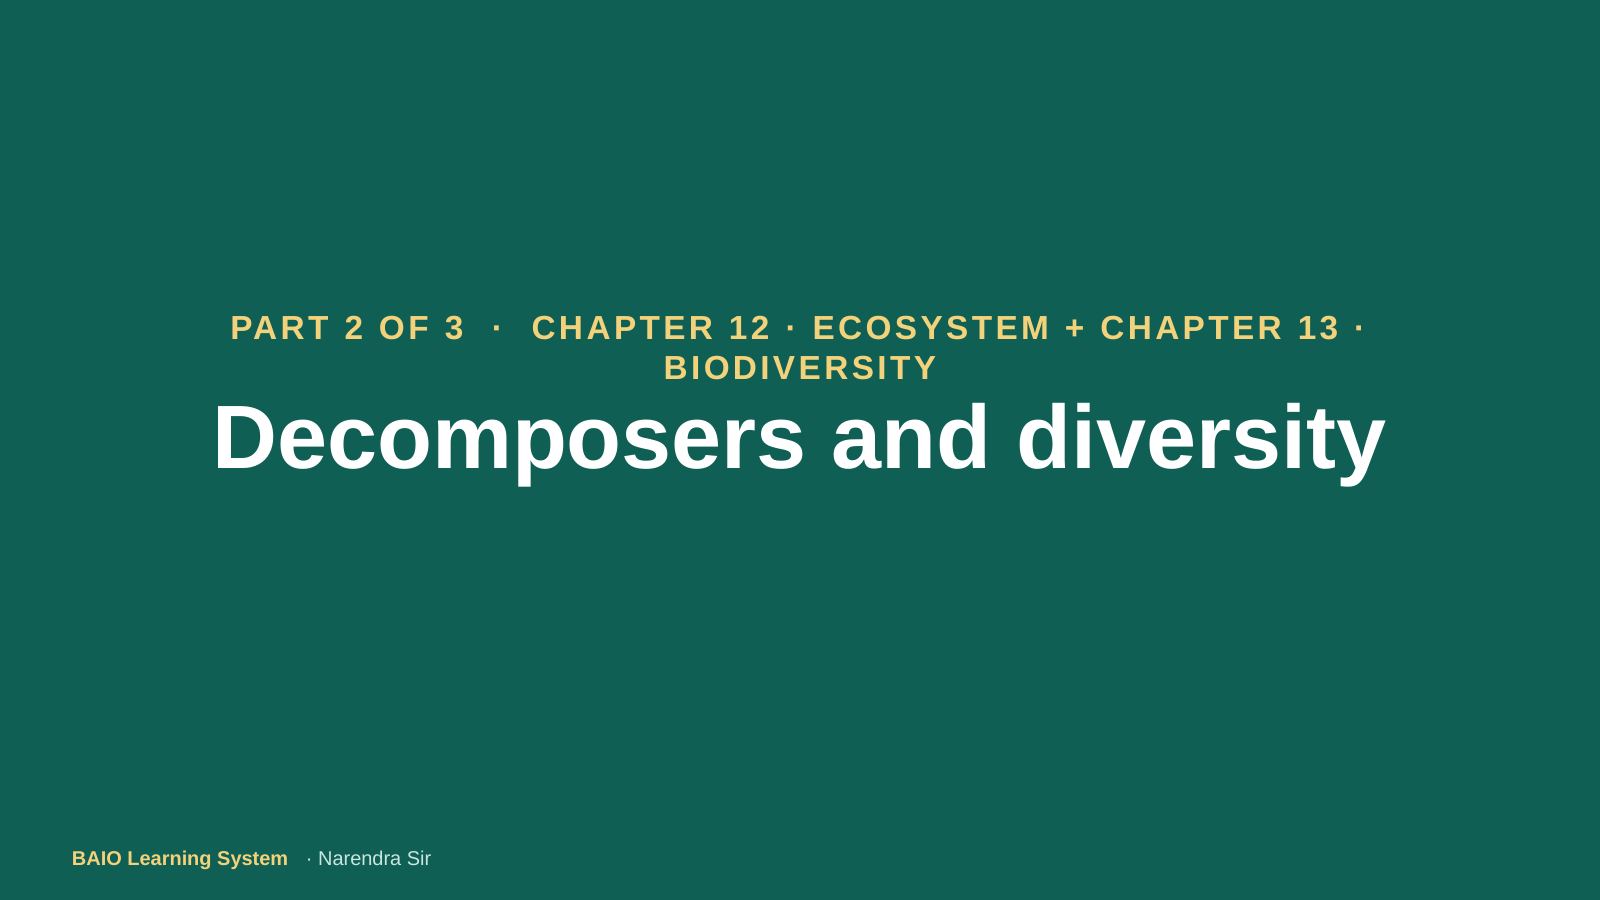 PART 2 OF 3 · CHAPTER 12 · ECOSYSTEM + CHAPTER 13 ·
BIODIVERSITY
Decomposers and diversity
BAIO Learning System · Narendra Sir